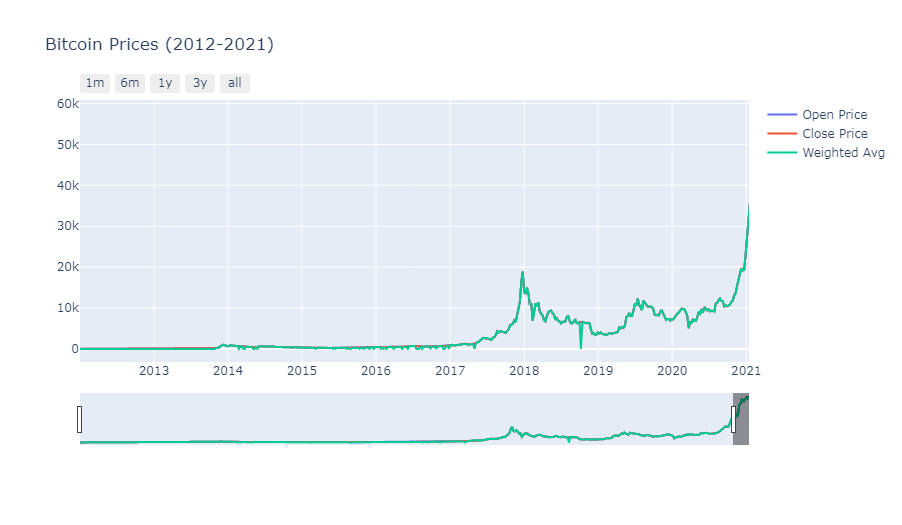 Bitcoin Prices (2012-2021)
1m 6m 1y 3y all
60k
50k
40k
30k
20k
10k
0
2013 2014 2015 2016 2017 2018 2019 2020 2021
Open Price
Close Price
Weighted Avg